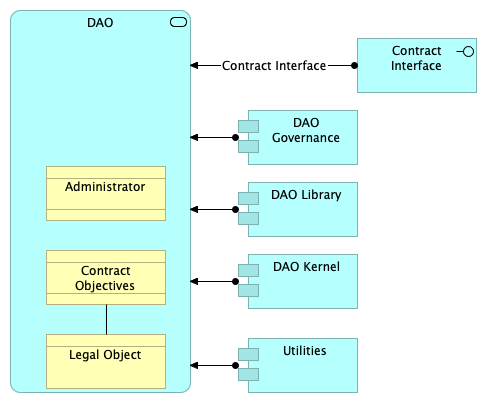 DAO
Contract Interface
Contract
Interface
DAO
Governance
Administrator
DAO Library
Contract
Objectives
DAO Kernel
Legal Object
Utilities